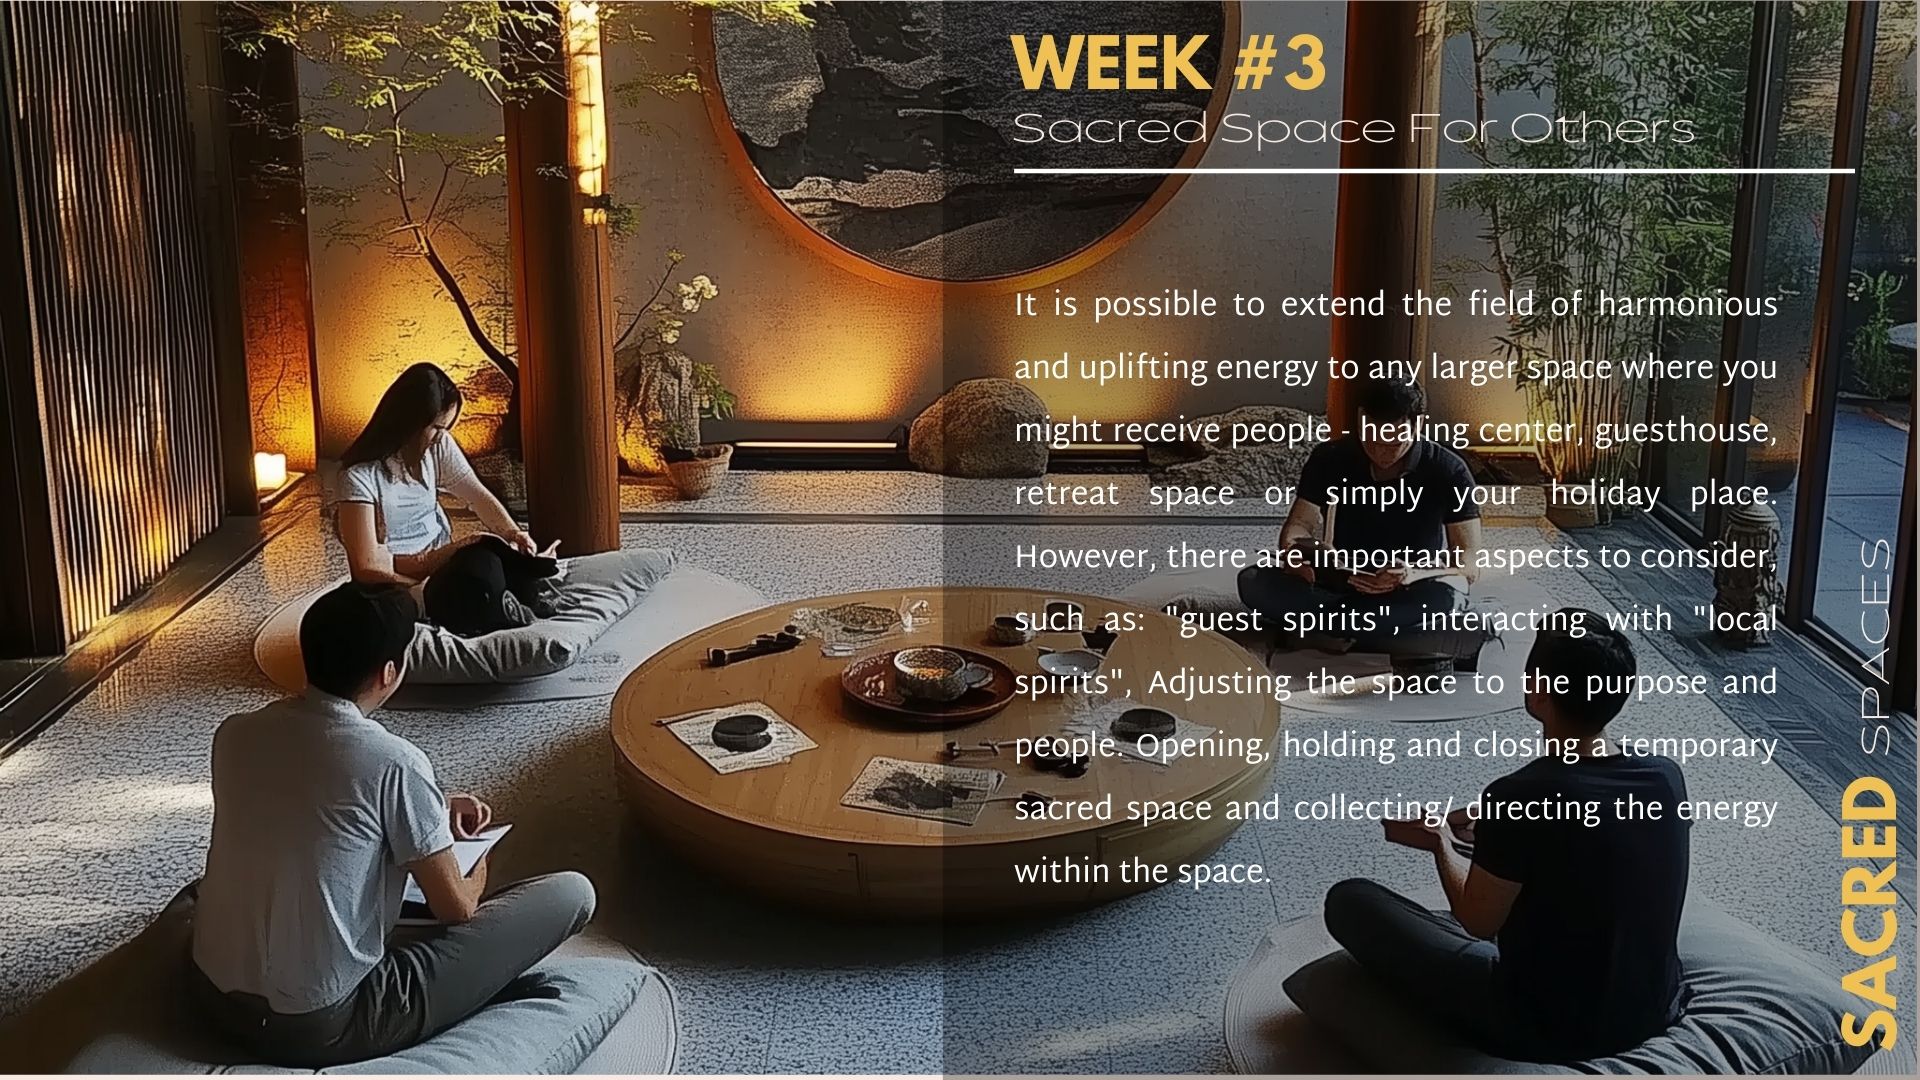 WEEK #3
Sacred Space For Others
It is possible to extend the field of harmonious
and uplifting energy to any larger space where you
might receive people - healing center, guesthouse,
retreat space or simply your holiday place.
However, there are important aspects to consider,
such as: "guest spirits", interacting with "local
spirits", Adjusting the space to the purpose and
people. Opening, holding and closing a temporary
sacred space and collecting/ directing the energy
within the space.
SACRED SPACES